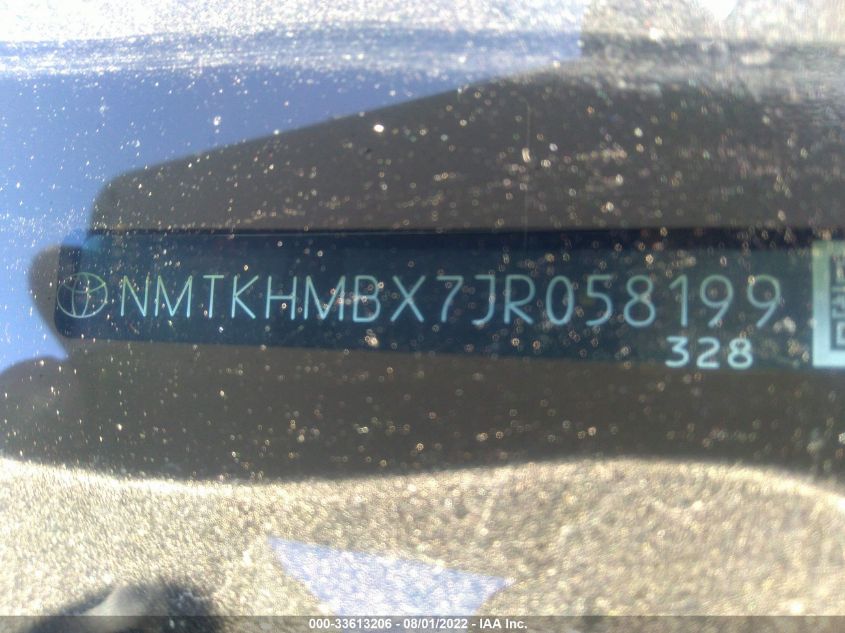 NMTKHMBX7JR058199
328
000-33613206 - 08/01/2022 - IAA Inc.